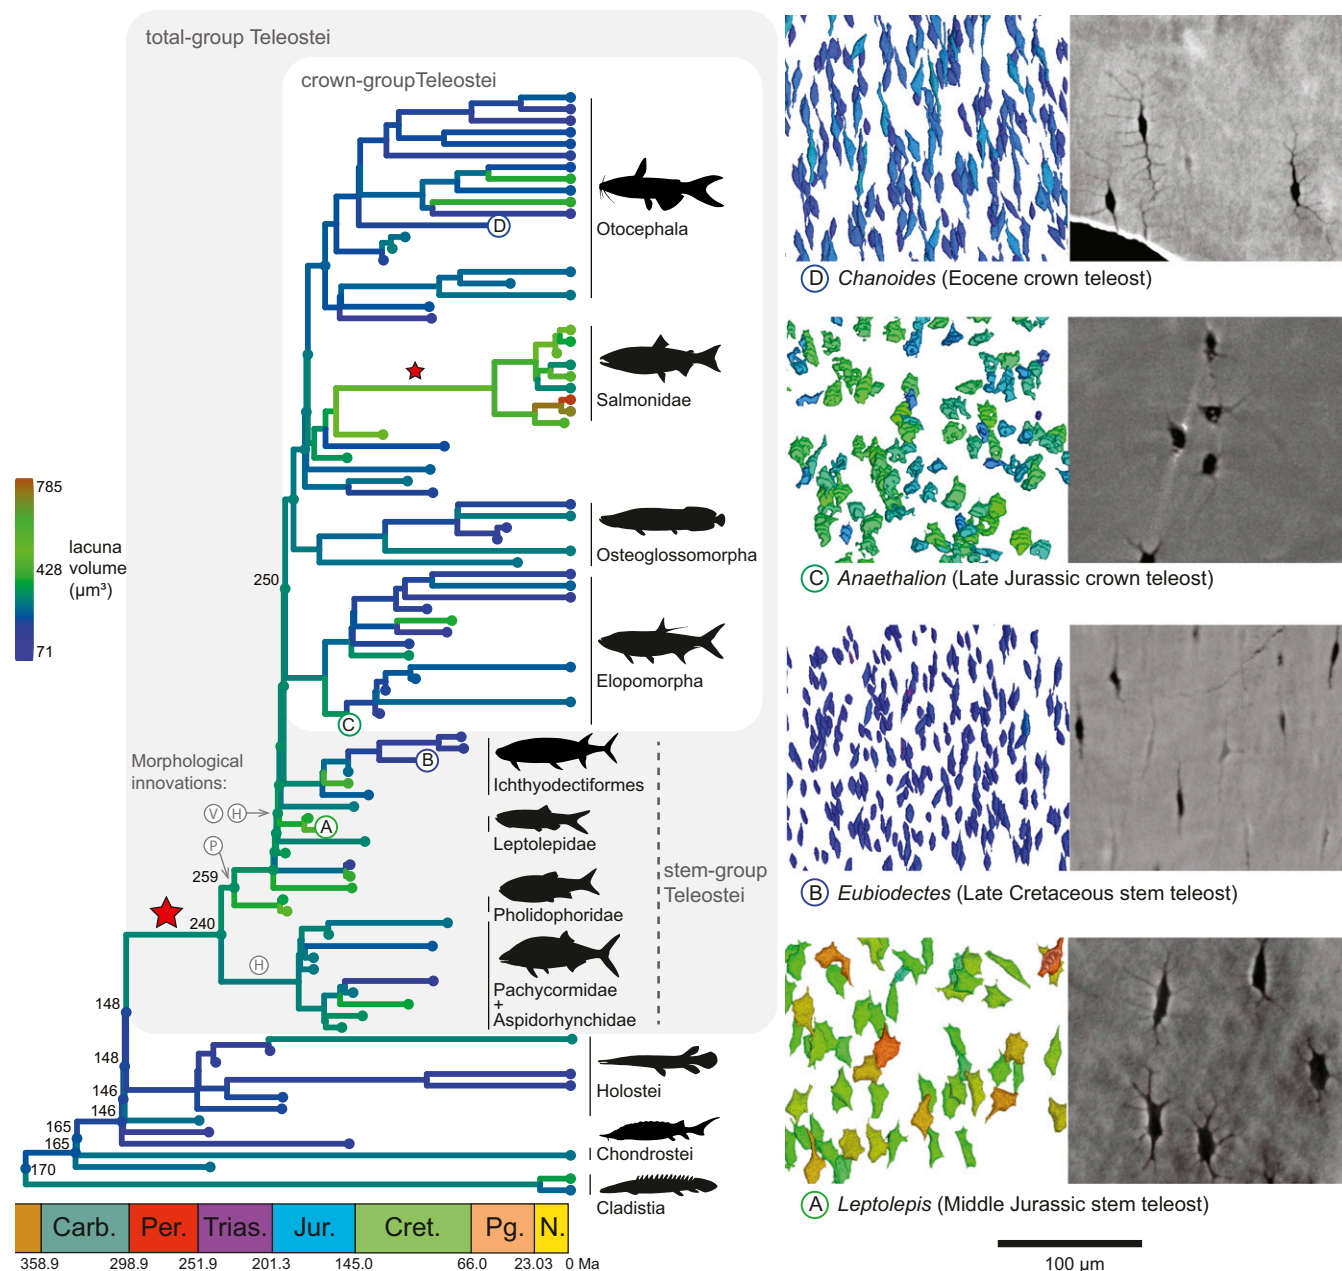 total-group Teleostei
crown-groupTeleostei
D
Otocephala
Salmonidae
785
428
71
lacuna
volume
(µm³)
Osteoglossomorpha
250
Elopomorpha
C
Morphological
innovations:
B
Ichthyodectiformes
V H
A
Leptolepidae
P
259
stem-group
Teleostei
Pholidophoridae
240
H
Pachycormidae
+
Aspidorhynchidae
148
148
146
146
Holostei
165
165
Chondrostei
170
Cladistia
Carb. Per. Trias. Jur. Cret. Pg. N.
358.9 298.9 251.9 201.3 145.0 66.0 23.03 0 Ma
D Chanoides (Eocene crown teleost)
C Anaethalion (Late Jurassic crown teleost)
B Eubiodectes (Late Cretaceous stem teleost)
A Leptolepis (Middle Jurassic stem teleost)
100 µm